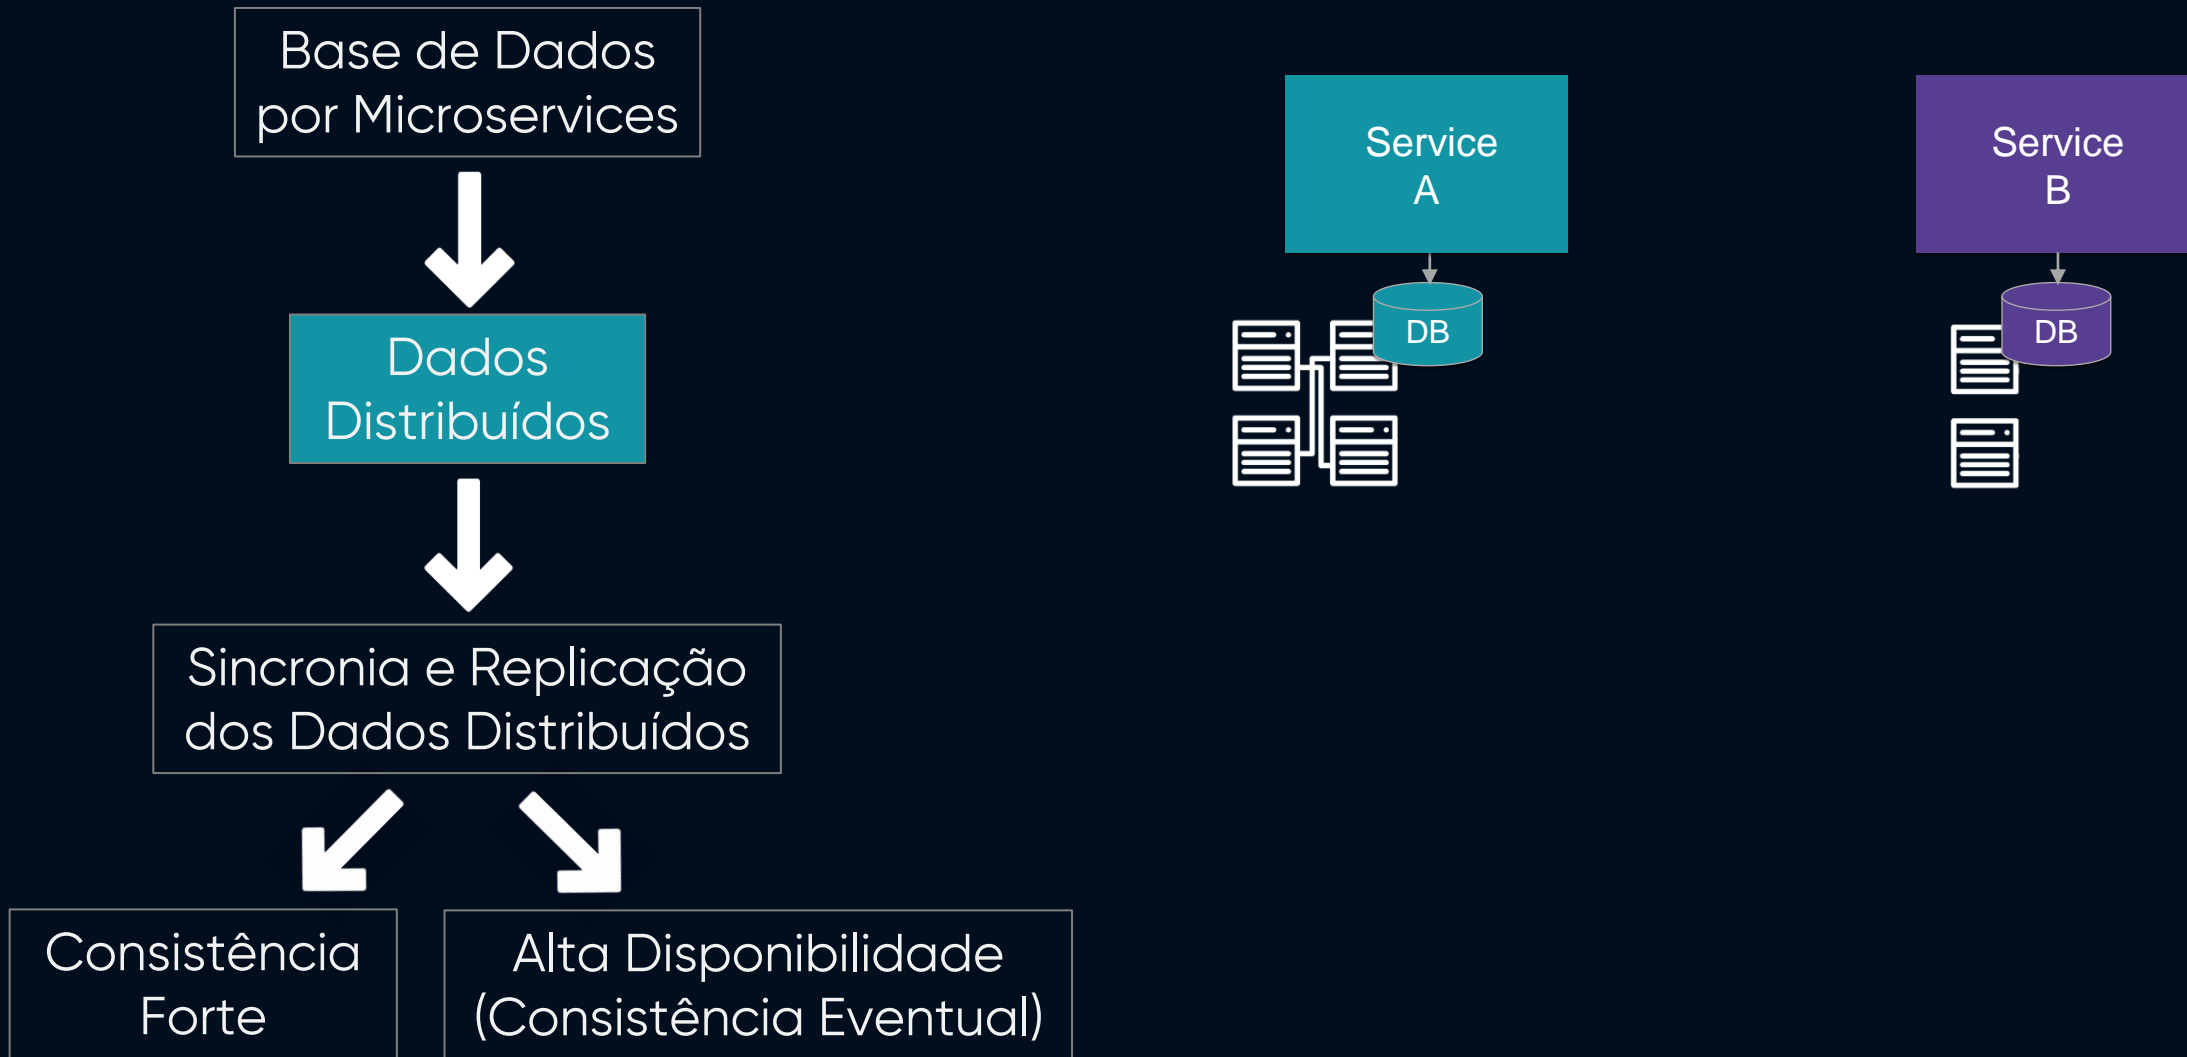 Base de Dados
por Microservices
Dados
Distribuídos
Sincronia e Replicação
dos Dados Distribuídos
Consistência
Forte
Alta Disponibilidade
(Consistência Eventual)
Service
A
DB
Service
B
DB